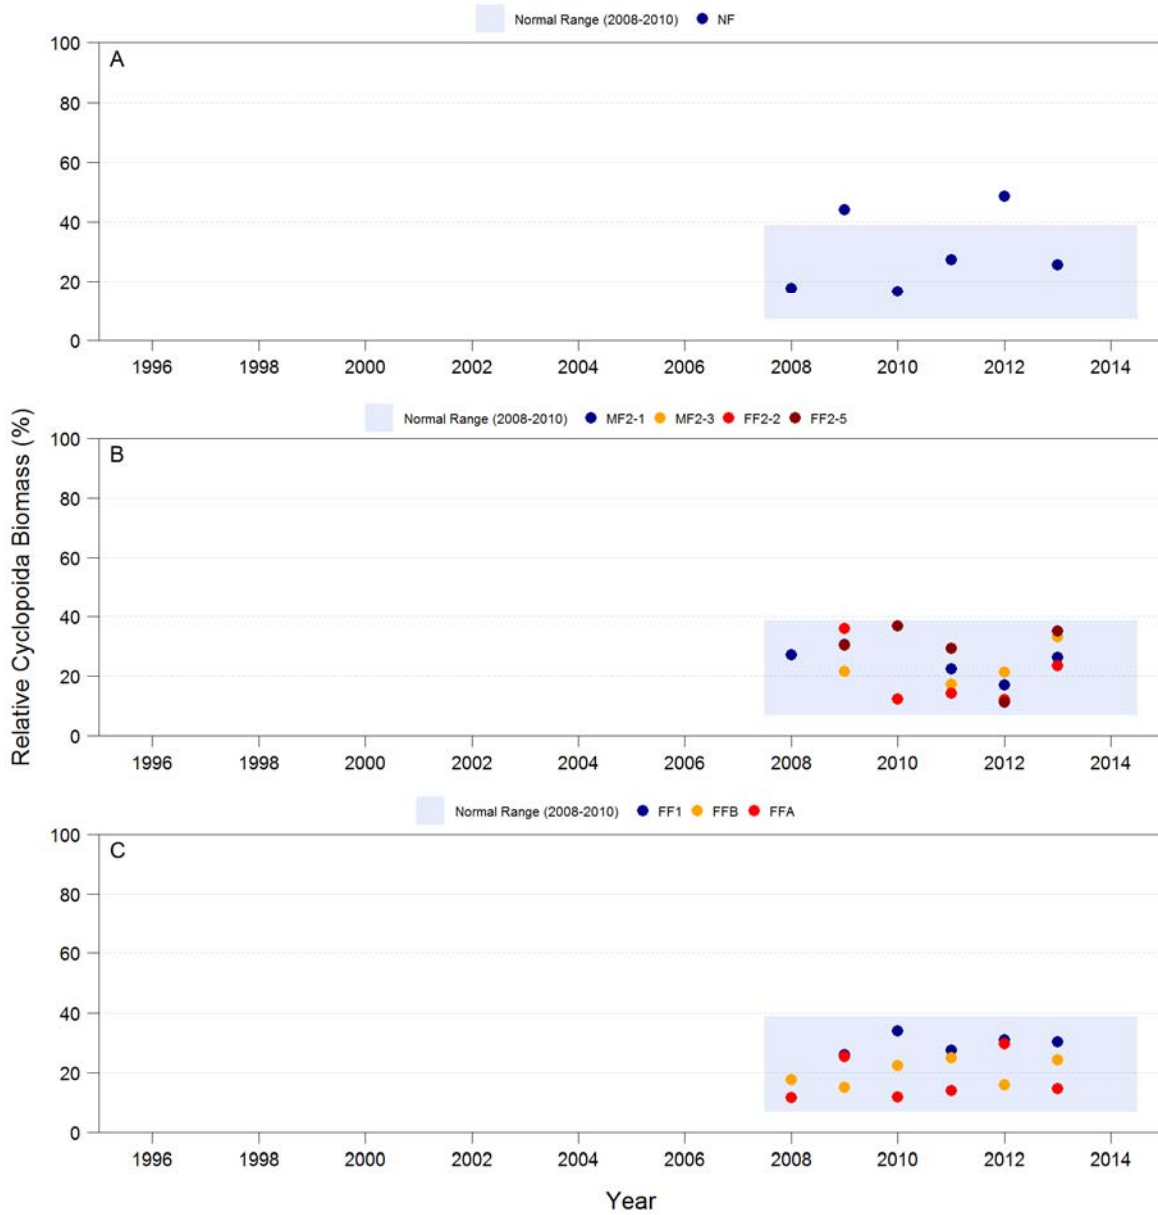 Normal Range (2008-2010) NF
A
100
80
60
40
20
0
1996 1998 2000 2002 2004 2006 2008 2010 2012 2014
Relative Cyclopoida Biomass (%)
Normal Range (2008-2010) MF2-1 MF2-3 FF2-2 FF2-5
B
100
80
60
40
20
0
1996 1998 2000 2002 2004 2006 2008 2010 2012 2014
Normal Range (2008-2010) FF1 FFB FFA
C
100
80
60
40
20
0
1996 1998 2000 2002 2004 2006 2008 2010 2012 2014
Year